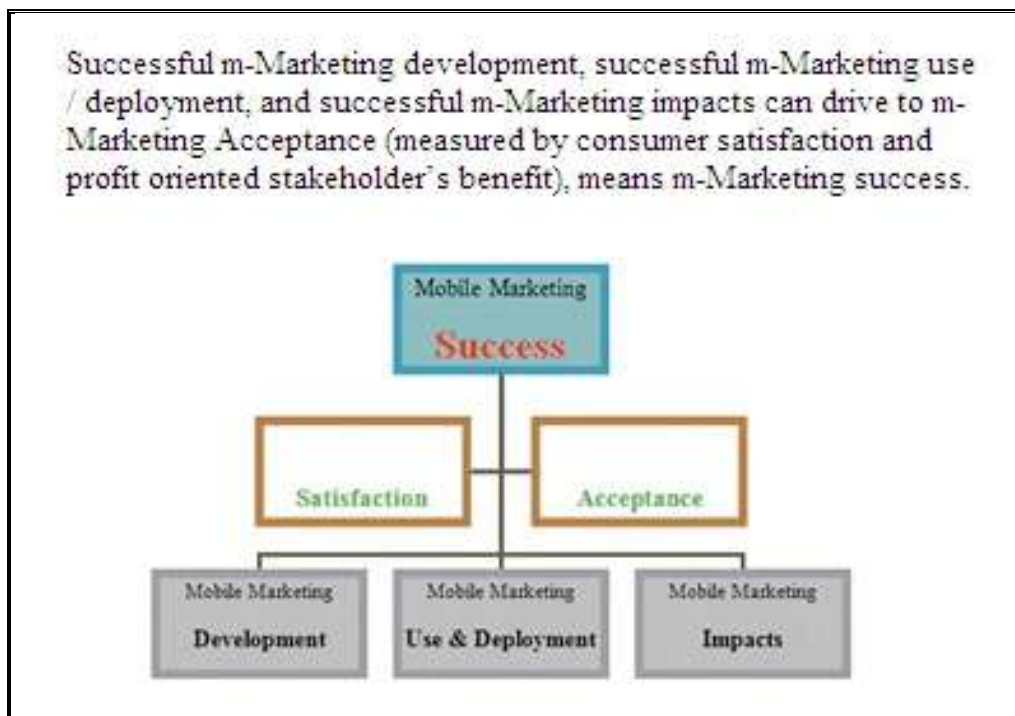 Successful m-Marketing development, successful m-Marketing use
/ deployment, and successful m-Marketing impacts can drive to m-
Marketing Acceptance (measured by consumer satisfaction and
profit oriented stakeholder's benefit), means m-Marketing success.
Mobile Marketing
Success
Satisfaction
Acceptance
Mobile Marketing
Development
Mobile Marketing
Use & Deployment
Mobile Marketing
Impacts